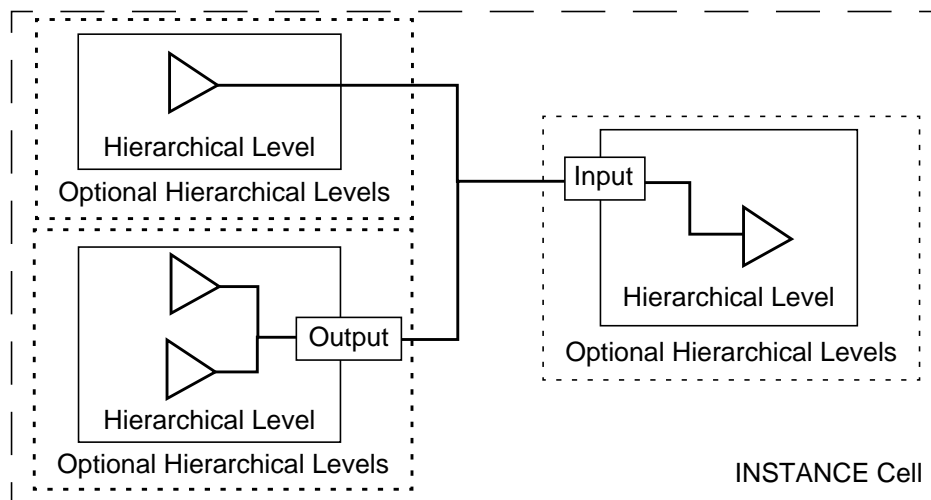 Hierarchical Level
Optional Hierarchical Levels
Output
Hierarchical Level
Optional Hierarchical Levels
Input
Hierarchical Level
Optional Hierarchical Levels
INSTANCE Cell